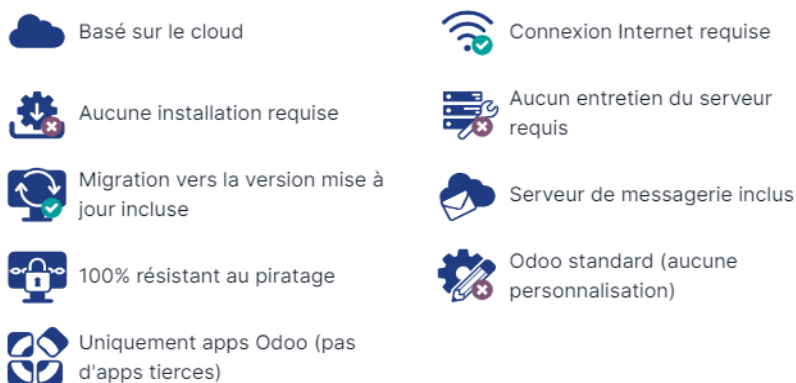 Basé sur le cloud
Connexion Internet requise
Aucune installation requise
Aucun entretien du serveur
requis
Migration vers la version mise à
jour incluse
Serveur de messagerie inclus
100% résistant au piratage
Odoo standard (aucune
personnalisation)
Uniquement apps Odoo (pas
d'apps tierces)